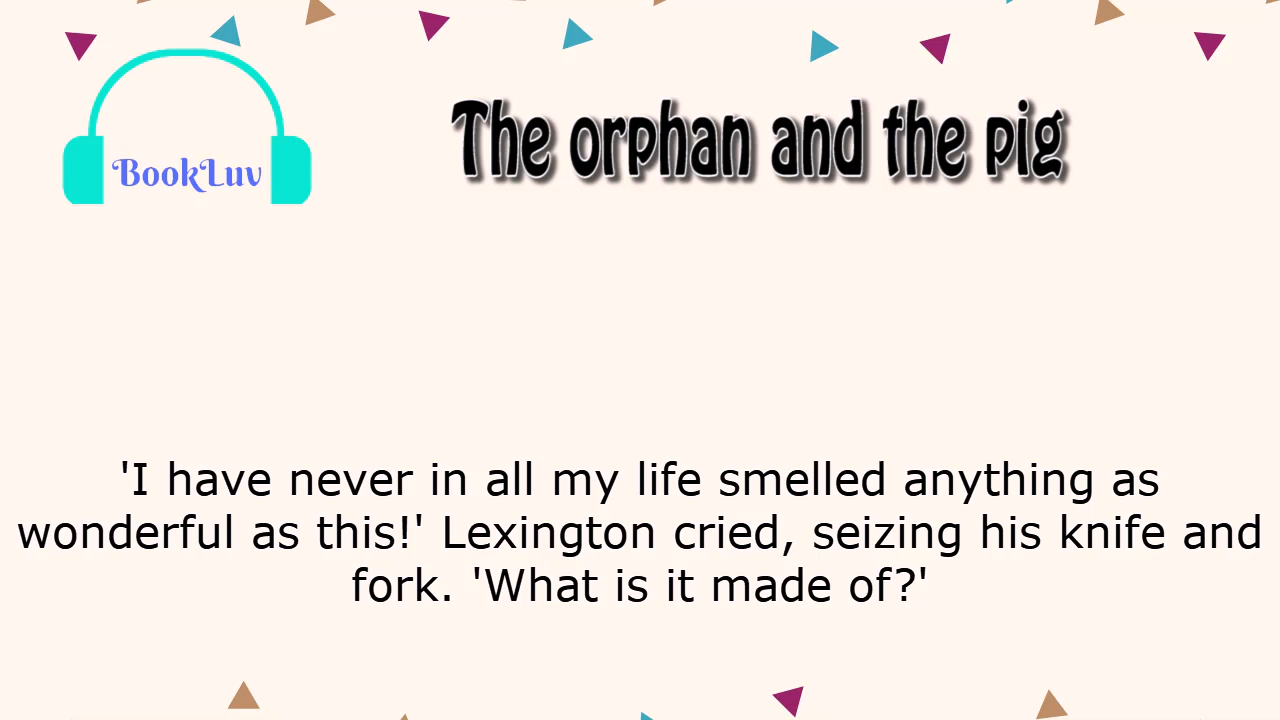 The orphan and the pig
BookLuv
'I have never in all my life smelled anything as
wonderful as this!' Lexington cried, seizing his knife and
fork. 'What is it made of?'